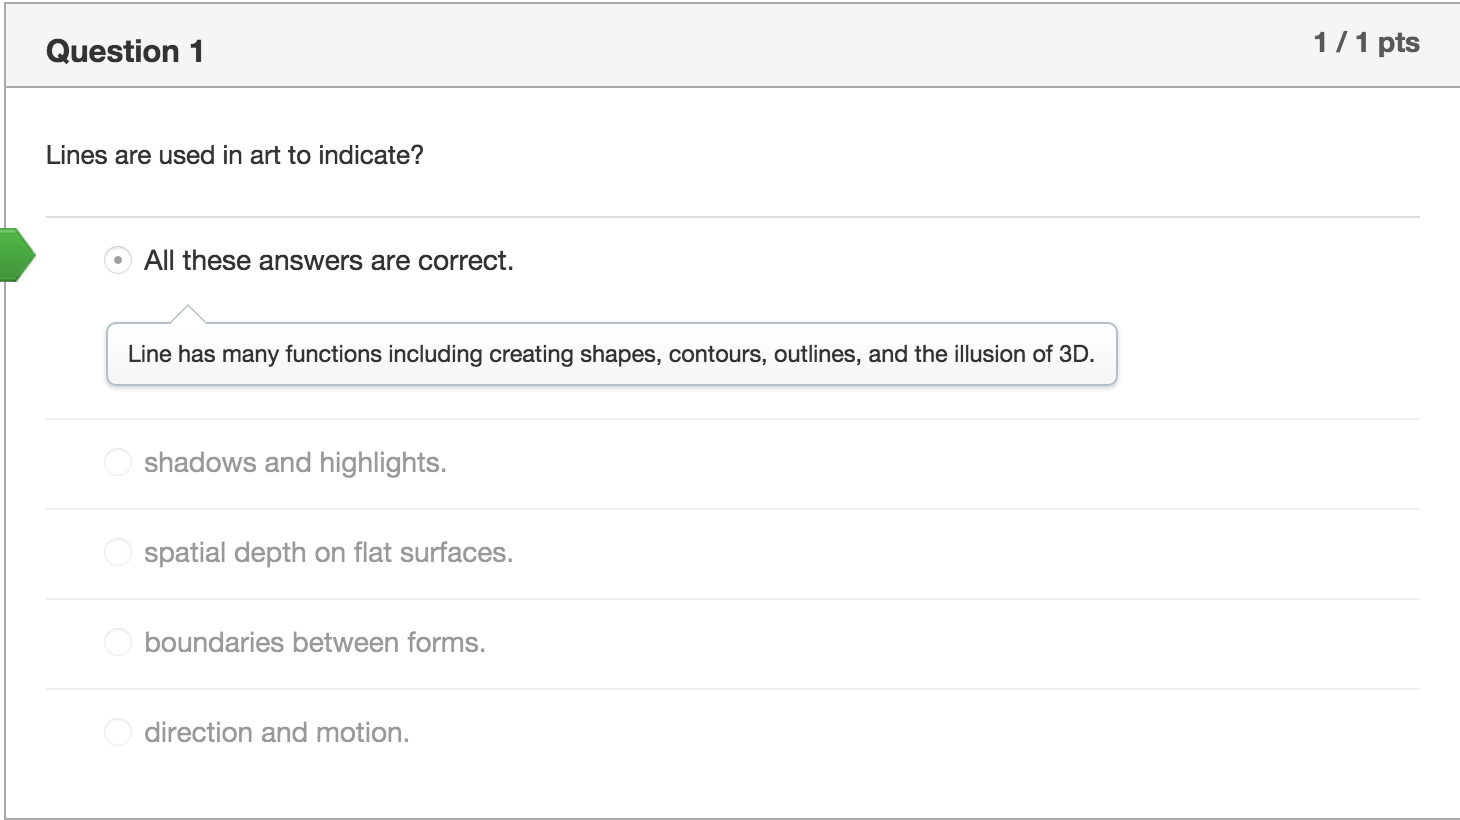 Question 1
1 / 1 pts
Lines are used in art to indicate?
All these answers are correct.
Line has many functions including creating shapes, contours, outlines, and the illusion of 3D.
shadows and highlights.
spatial depth on flat surfaces.
boundaries between forms.
direction and motion.